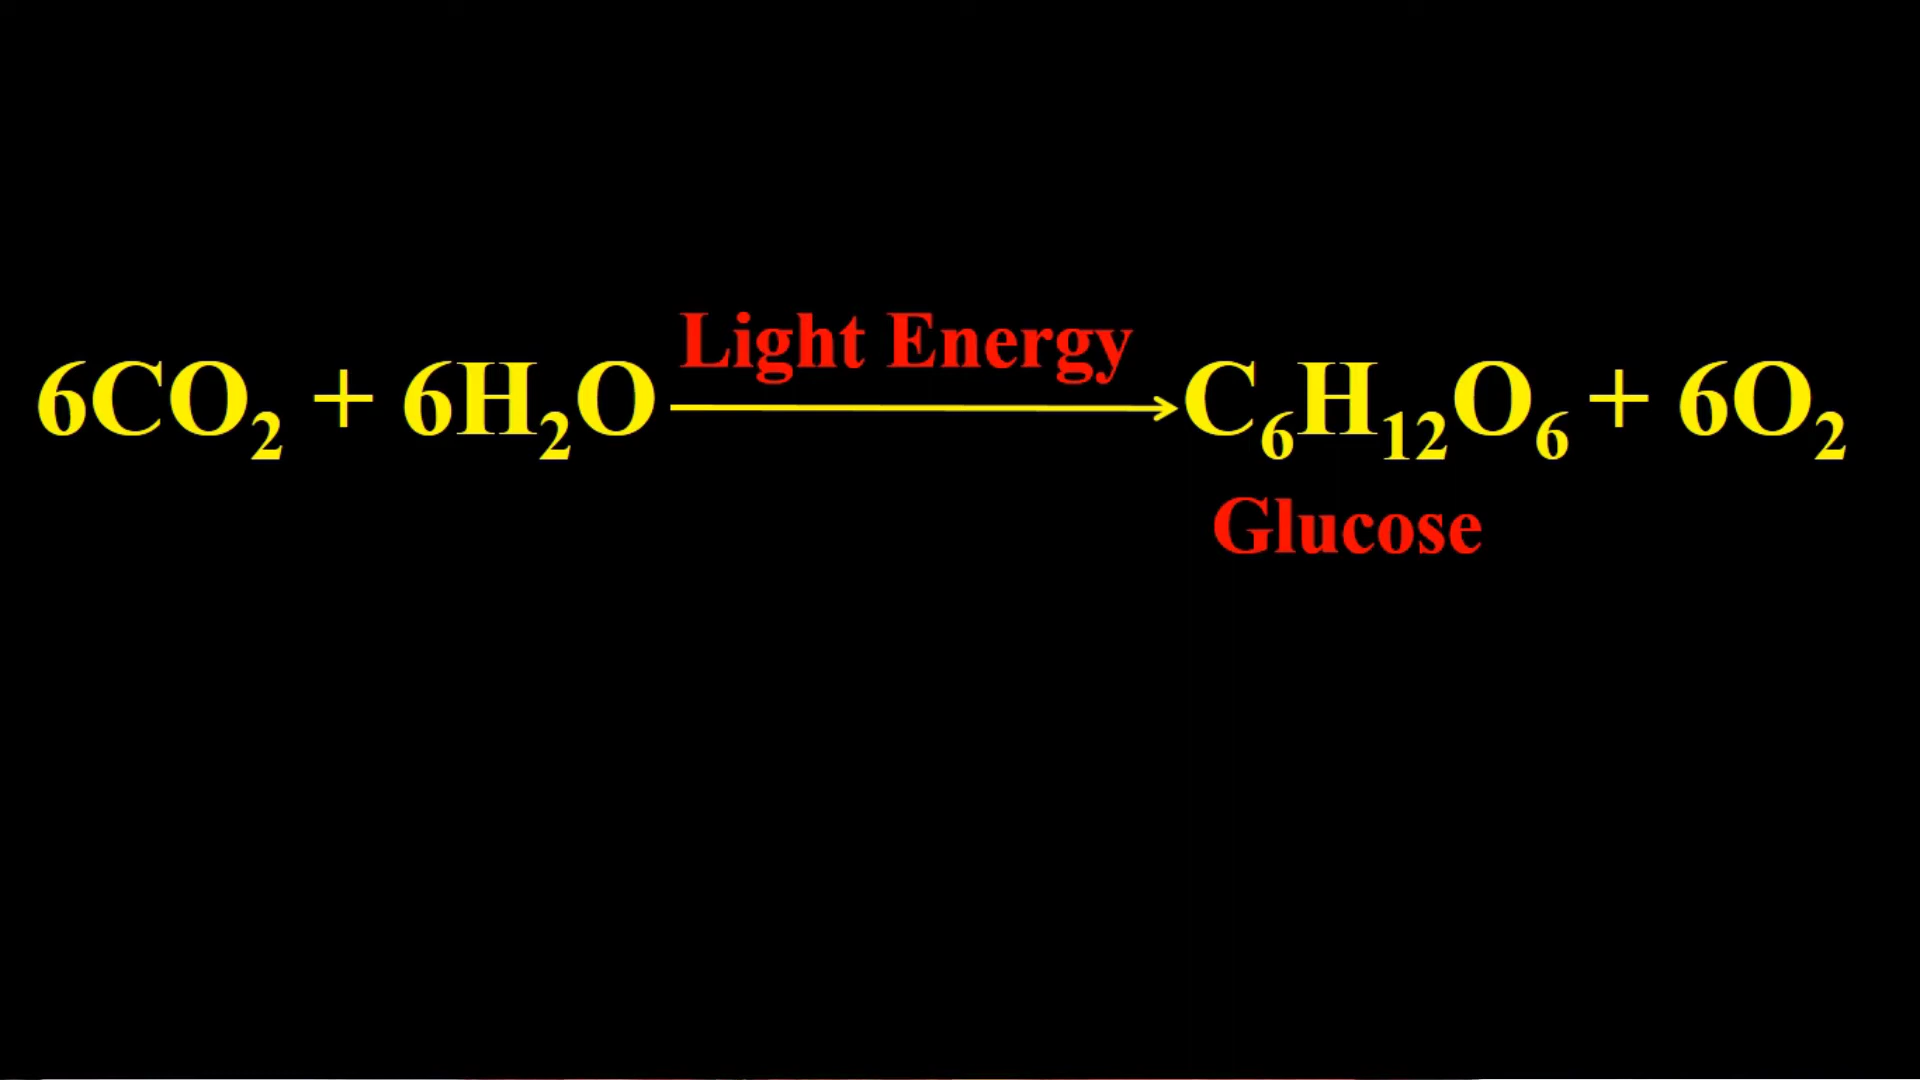 Light Energy
6CO₂ + 6H₂O ⟶ C₆H₁₂O₆ + 6O₂
Glucose